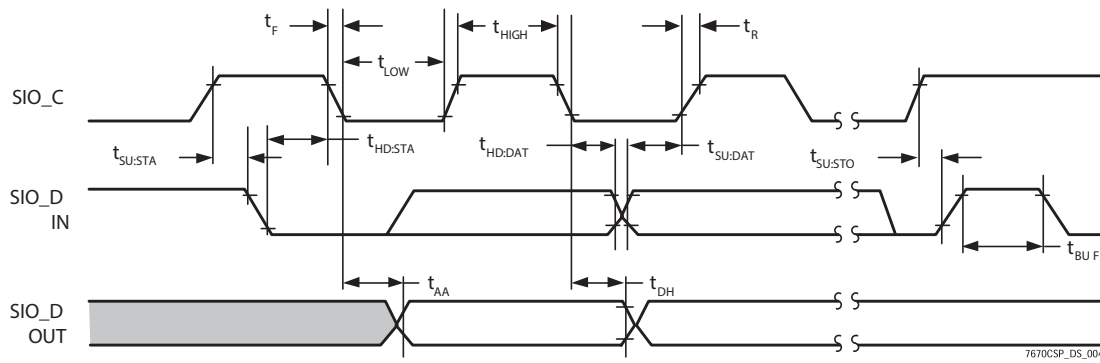 tF
tHIGH
tR
tLOW
SIO_C
tSU:STA
tHD:STA
tHD:DAT
tSU:DAT
tSU:STO
SIO_D
IN
tBUF
tAA
tDH
SIO_D
OUT
7670CSP_DS_004